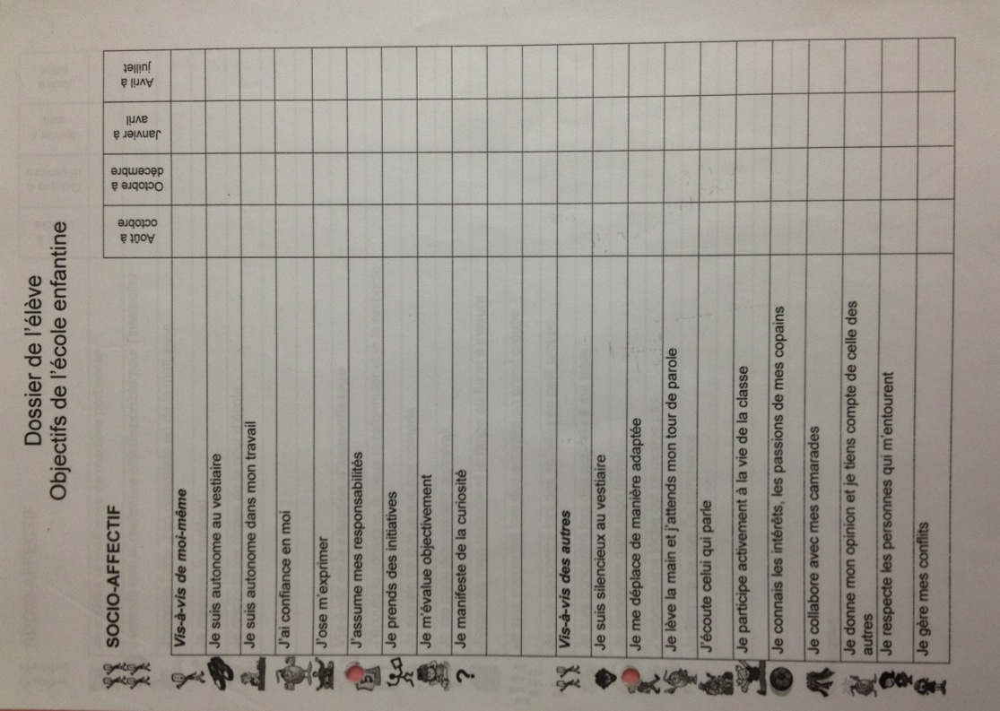 Dossier de l'élève
Objectifs de l'école enfantine
SOCIO-AFFECTIF
Août à
octobre
Octobre à
décembre
Janvier à
avril
Avril à
juillet
Vis-à-vis de moi-même
Je suis autonome au vestiaire
Je suis autonome dans mon travail
J'ai confiance en moi
J'ose m'exprimer
J'assume mes responsabilités
Je prends des initiatives
Je m'évalue objectivement
Je manifeste de la curiosité
?
Vis-à-vis des autres
Je suis silencieux au vestiaire
Je me déplace de manière adaptée
Je lève la main et j'attends mon tour de parole
J'écoute celui qui parle
Je participe activement à la vie de la classe
Je connais les intérêts, les passions de mes copains
Je collabore avec mes camarades
Je donne mon opinion et je tiens compte de celle des
autres
Je respecte les personnes qui m'entourent
Je gère mes conflits